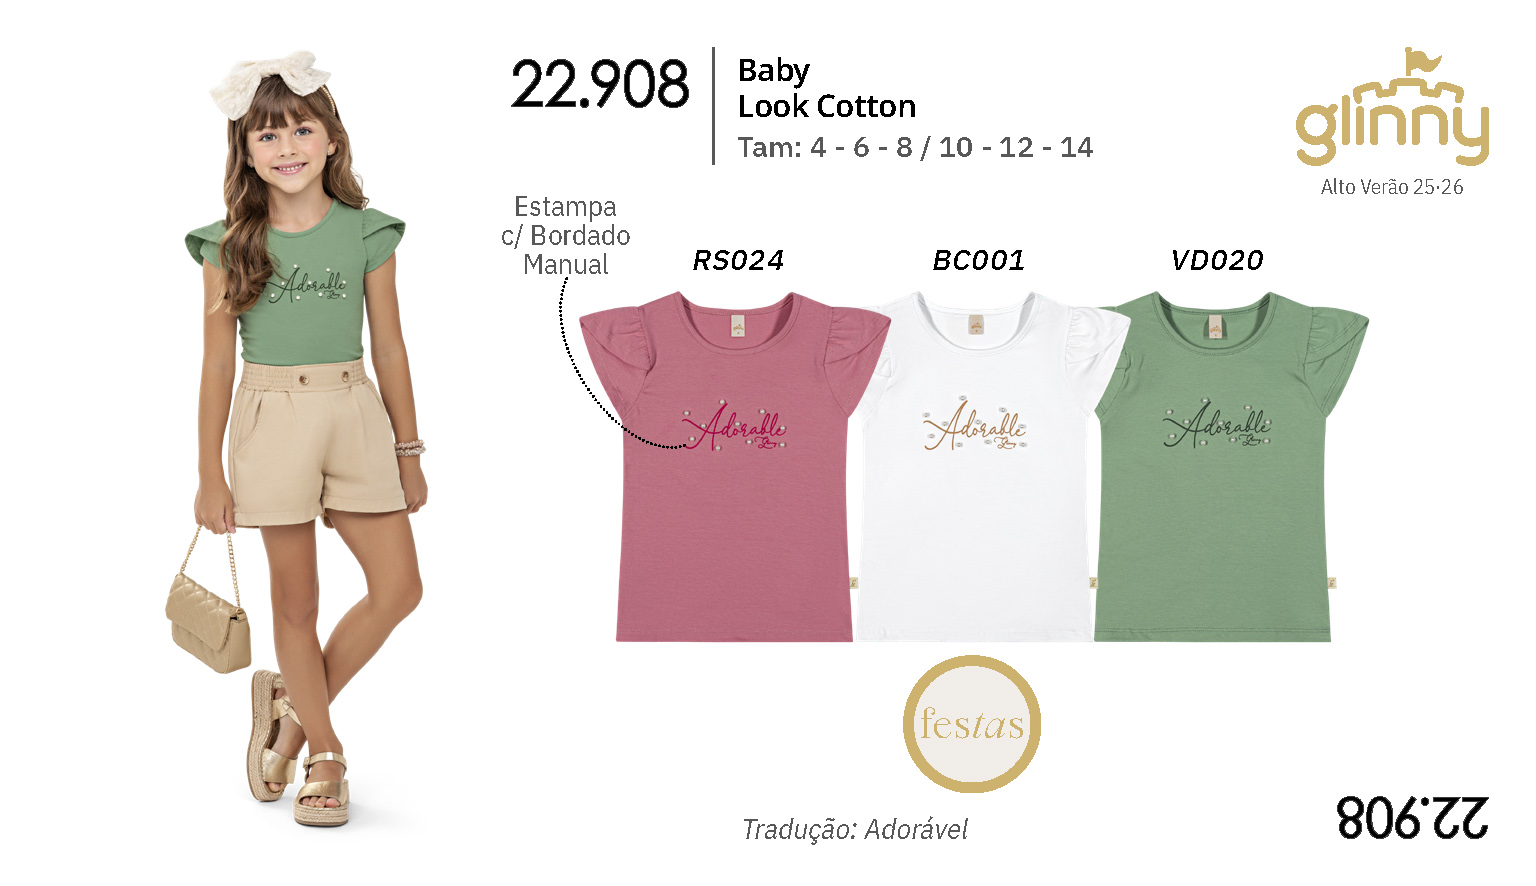 22.908
Baby
Look Cotton
Tam: 4 - 6 - 8 / 10 - 12 - 14
glinny
Alto Verão 25·26
Estampa
c/ Bordado
Manual
RS024
BC001
VD020
Adorable
Adorable
Adorable
Adorable
festas
Tradução: Adorável
22.908